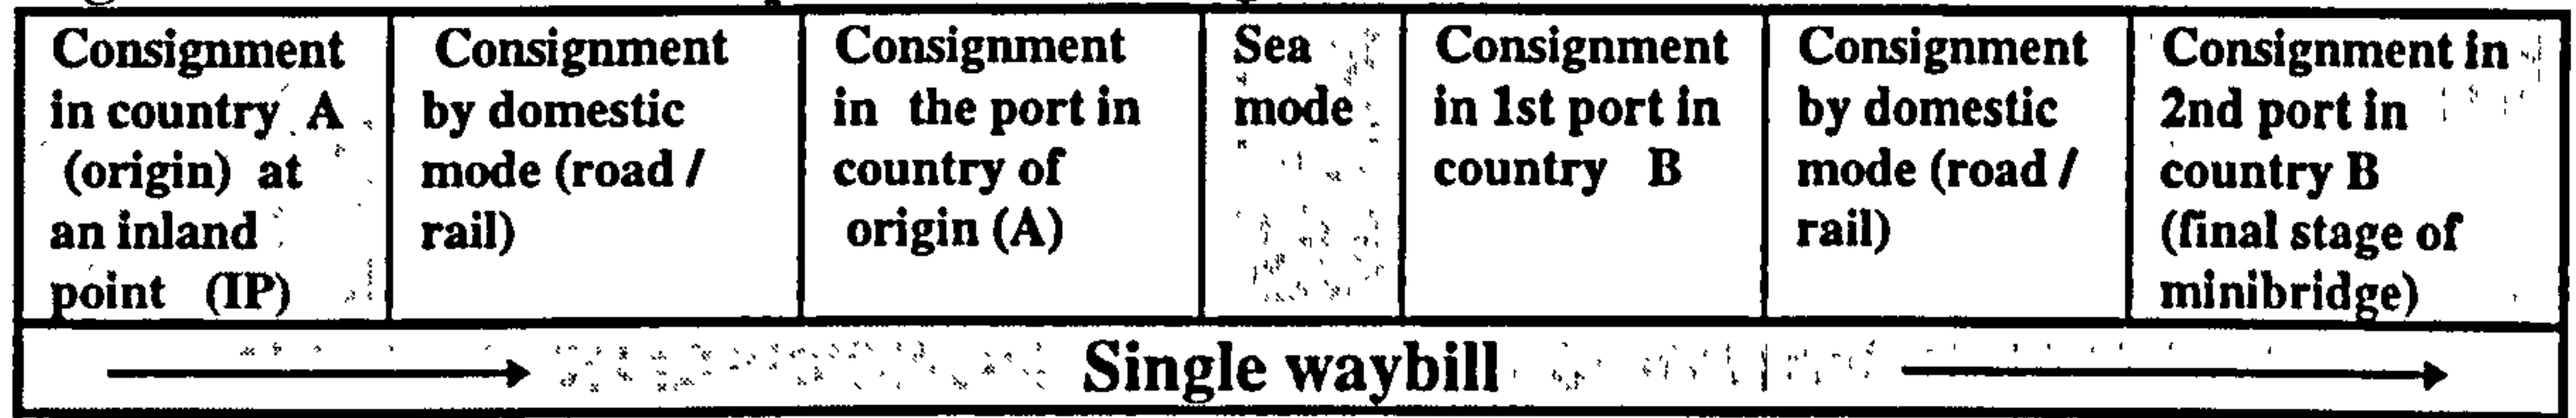 Consignment
in country A
(origin) at
an inland
point (IP)
Consignment
by domestic
mode (road /
rail)
Consignment
in the port in
country of
origin (A)
Sea
mode
Consignment
in 1st port in
country B
Consignment
by domestic
mode (road /
rail)
Consignment in
2nd port in
country B
(final stage of
minibridge)
Single waybill